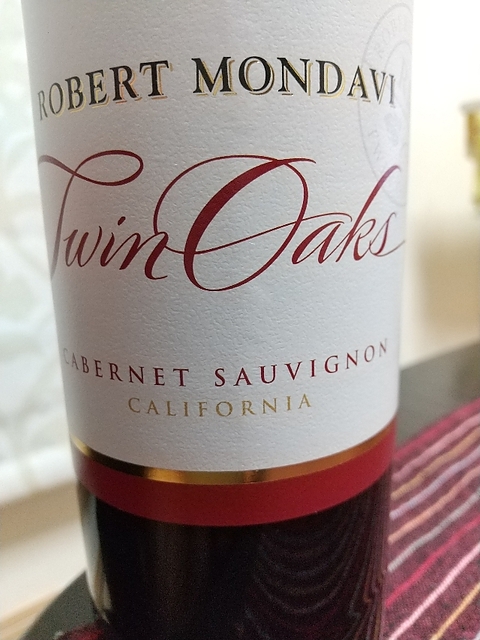 ROBERT MONDAVI
Twin Oaks
CABERNET SAUVIGNON
CALIFORNIA